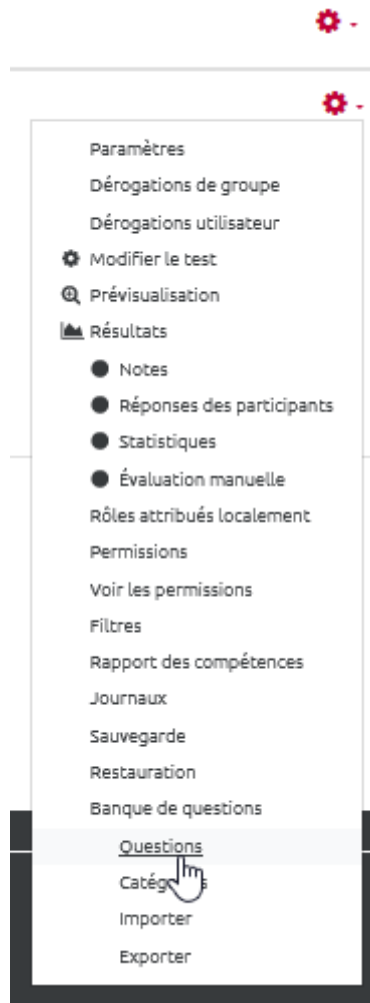 Paramètres
Dérogations de groupe
Dérogations utilisateur
Modifier le test
Prévisualisation
Résultats
Notes
Réponses des participants
Statistiques
Évaluation manuelle
Rôles attribués localement
Permissions
Voir les permissions
Filtres
Rapport des compétences
Journaux
Sauvegarde
Restauration
Banque de questions
Questions
Importer
Exporter